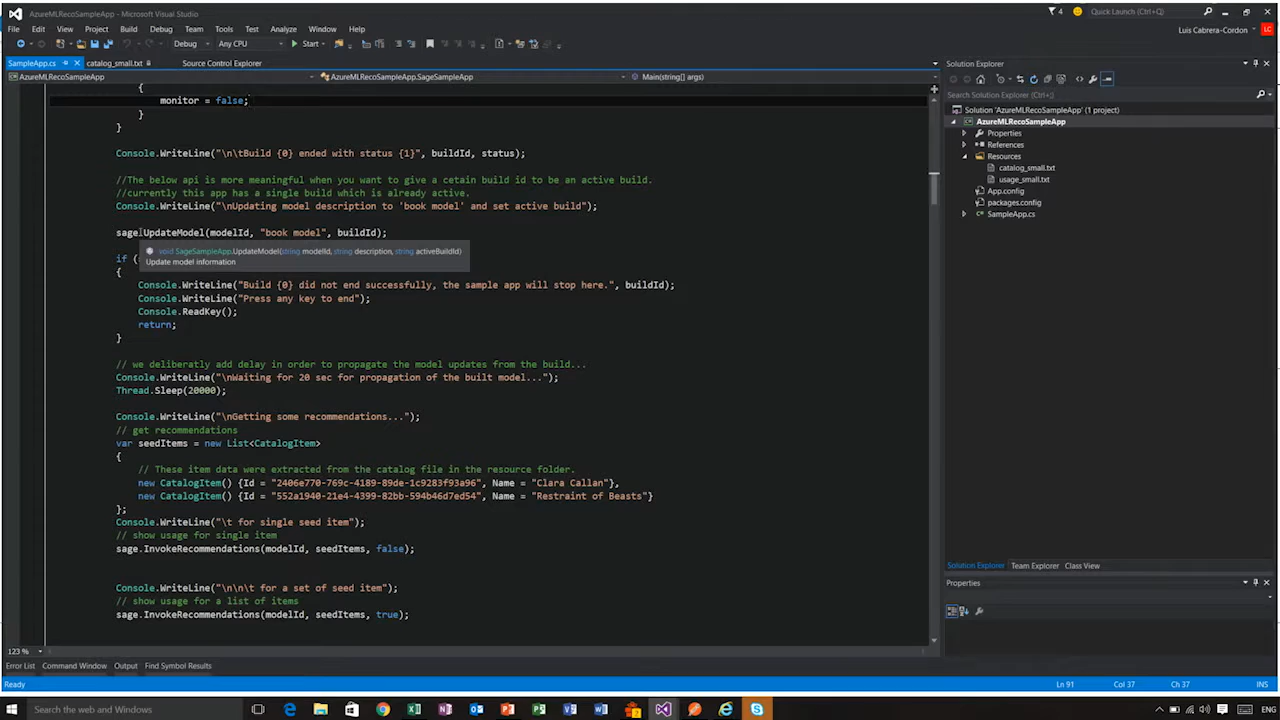 AzureMLRecoSampleApp - Microsoft Visual Studio
4
Quick Launch (Ctrl+Q)
File Edit View Project Build Debug Team Tools Test Analyze Window Help
Luis Cabrera-Cordon
LC
Debug Any CPU Start
SampleApp.cs catalog_small.txt Source Control Explorer
AzureMLRecoSampleApp AzureMLRecoSampleApp.SageSampleApp Main(string[] args)
{
monitor = false;
}
}
Console.WriteLine("\n\tBuild {0} ended with status {1}", buildId, status);
//The below api is more meaningful when you want to give a cetain build id to be an active build.
//currently this app has a single build which is already active.
Console.WriteLine("\nUpdating model description to 'book model' and set active build");
sage.UpdateModel(modelId, "book model", buildId);
void SageSampleApp.UpdateModel(string modelId, string description, string activeBuildId)
Update model information
if (
{
Console.WriteLine("Build {0} did not end successfully, the sample app will stop here.", buildId);
Console.WriteLine("Press any key to end");
Console.ReadKey();
return;
}
// we deliberatly add delay in order to propagate the model updates from the build...
Console.WriteLine("\nWaiting for 20 sec for propagation of the built model...");
Thread.Sleep(20000);
Console.WriteLine("\nGetting some recommendations...");
// get recommendations
var seedItems = new List<CatalogItem>
{
// These item data were extracted from the catalog file in the resource folder.
new CatalogItem() {Id = "2406e770-769c-4189-89de-1c9283f93a96", Name = "Clara Callan"},
new CatalogItem() {Id = "552a1940-21e4-4399-82bb-594b46d7ed54", Name = "Restraint of Beasts"}
};
Console.WriteLine("\t for single seed item");
// show usage for single item
sage.InvokeRecommendations(modelId, seedItems, false);
Console.WriteLine("\n\n\t for a set of seed item");
// show usage for a list of items
sage.InvokeRecommendations(modelId, seedItems, true);
123 %
Solution Explorer
Search Solution Explorer (Ctrl+;)
Solution 'AzureMLRecoSampleApp' (1 project)
AzureMLRecoSampleApp
Properties
References
Resources
catalog_small.txt
usage_small.txt
App.config
packages.config
SampleApp.cs
Solution Explorer Team Explorer Class View
Properties
Error List Command Window Output Find Symbol Results
Ready Ln 91 Col 37 Ch 37 INS
Search the web and Windows
ENG